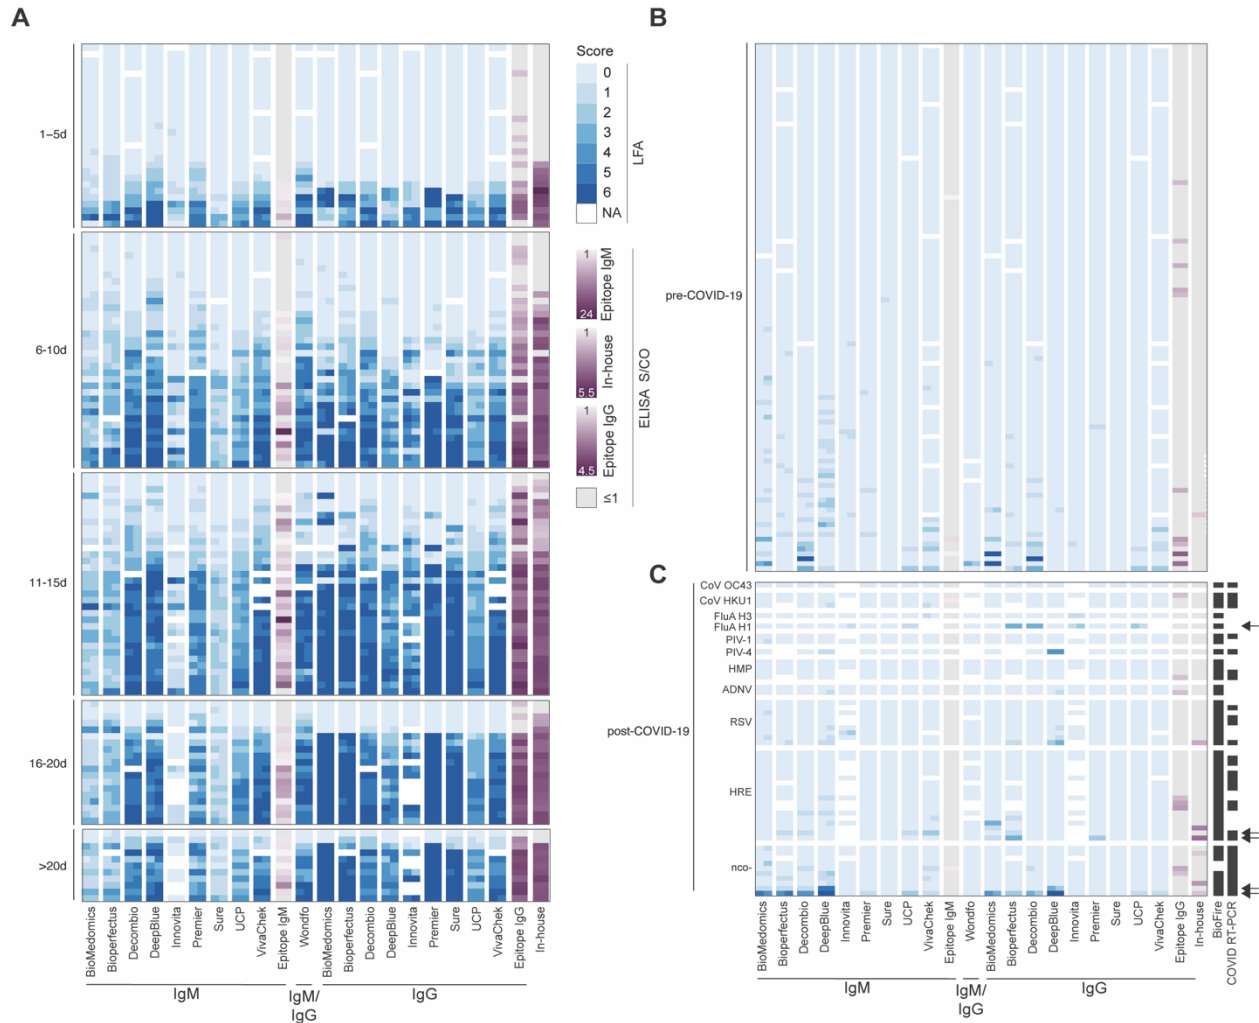 A
1–5d
6-10d
11-15d
16-20d
>20d
Score
0
1
2
3
4
5
6
NA
LFA
1
24
Epitope IgM
1
5.5
In-house
1
4.5
Epitope IgG
≤1
ELISA S/CO
BioMedomics
Bioperfectus
Decombio
DeepBlue
Innovita
Premier
Sure
UCP
VivaChek
Epitope IgM
Wondfo
BioMedomics
Bioperfectus
Decombio
DeepBlue
Innovita
Premier
Sure
UCP
VivaChek
Epitope IgG
In-house
IgM
IgM/
IgG
IgG
B
pre-COVID-19
C
post-COVID-19
CoV OC43
CoV HKU1
FluA H3
FluA H1
PIV-1
PIV-4
HMP
ADNV
RSV
HRE
nco-
BioMedomics
Bioperfectus
Decombio
DeepBlue
Innovita
Premier
Sure
UCP
VivaChek
Epitope IgM
Wondfo
BioMedomics
Bioperfectus
Decombio
DeepBlue
Innovita
Premier
Sure
UCP
VivaChek
Epitope IgG
In-house
BioFire
COVID RT-PCR
IgM
IgM/
IgG
IgG